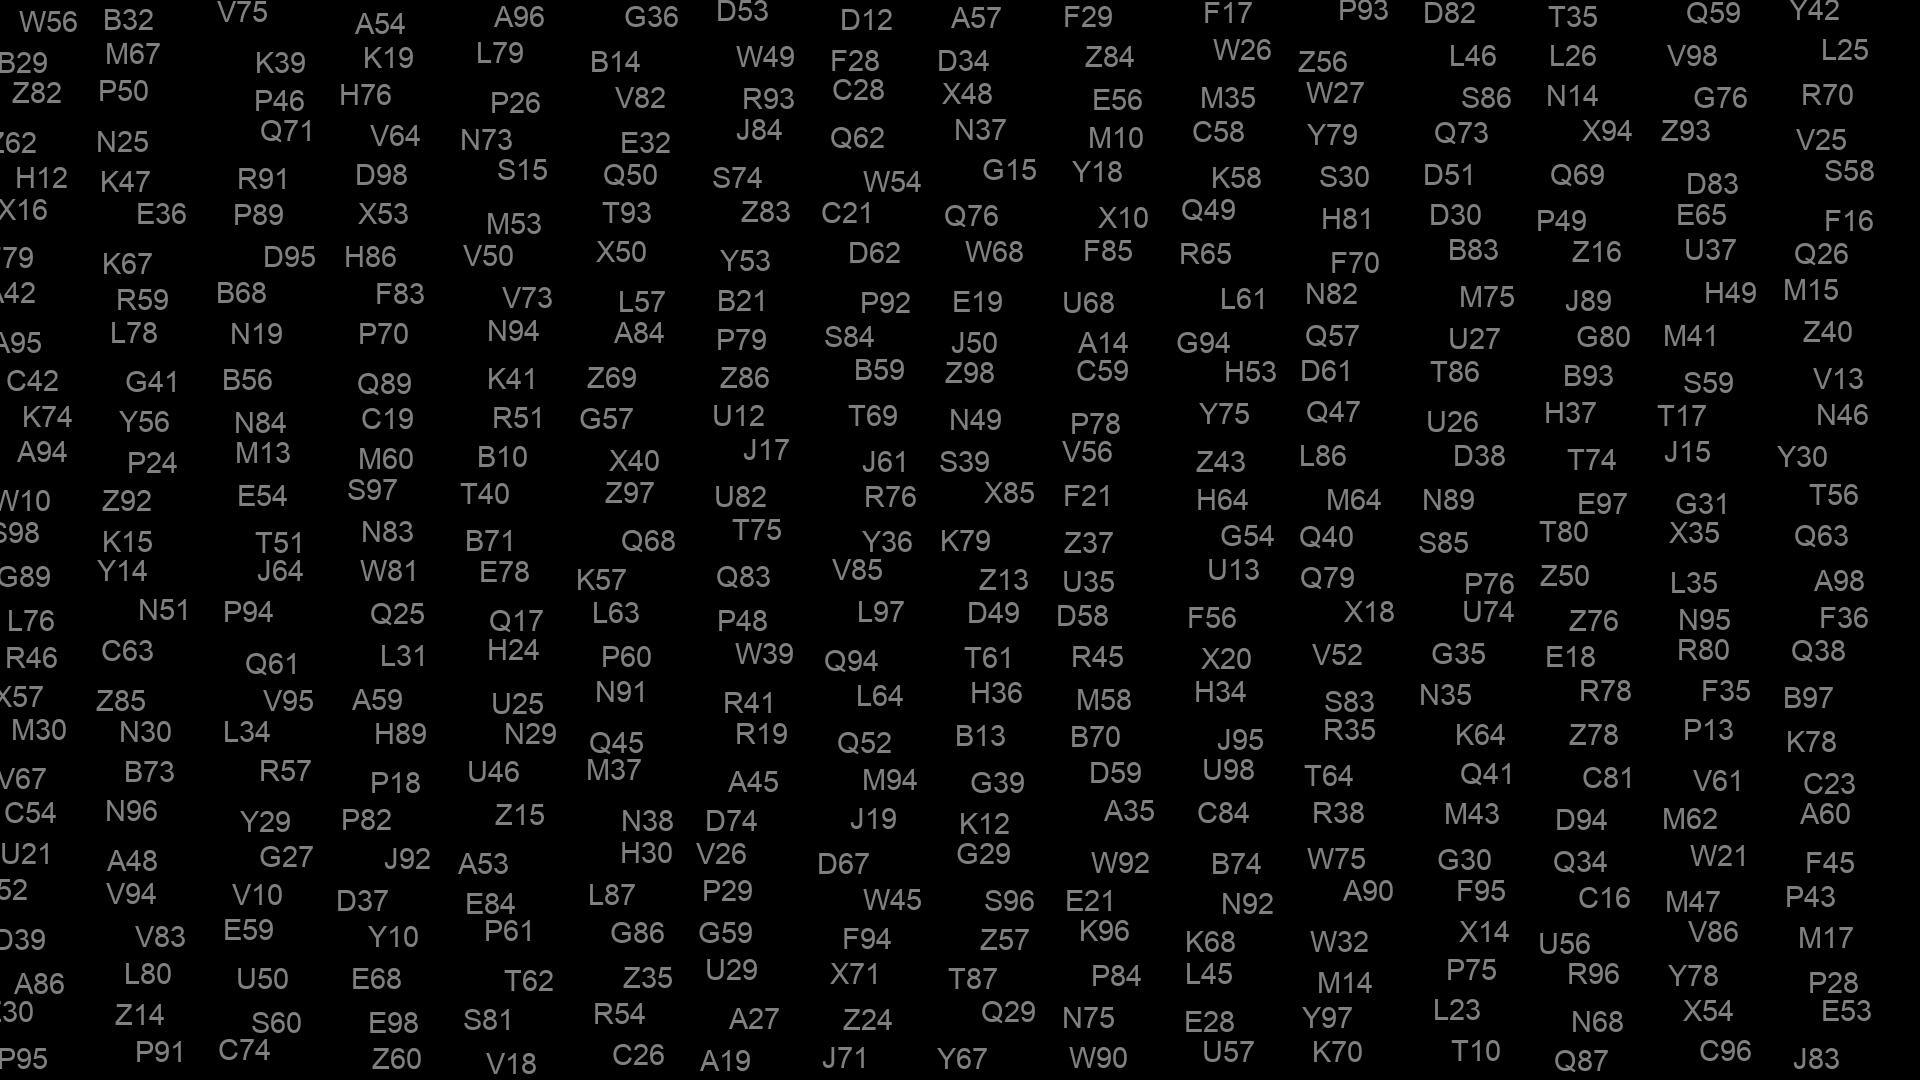 W56 B32 V75 A54 A96 G36 D53 D12 A57 F29 F17 P93 D82 T35 Q59 Y42
B29 M67 K39 K19 L79 B14 W49 F28 D34 Z84 W26 Z56 L46 L26 V98 L25
Z82 P50 P46 H76 P26 V82 R93 C28 X48 E56 M35 W27 S86 N14 G76 R70
Z62 N25 Q71 V64 N73 E32 J84 Q62 N37 M10 C58 Y79 Q73 X94 Z93 V25
H12 K47 R91 D98 S15 Q50 S74 W54 G15 Y18 K58 S30 D51 Q69 D83 S58
X16 E36 P89 X53 M53 T93 Z83 C21 Q76 X10 Q49 H81 D30 P49 E65 F16
79 K67 D95 H86 V50 X50 Y53 D62 W68 F85 R65 F70 B83 Z16 U37 Q26
A42 R59 B68 F83 V73 L57 B21 P92 E19 U68 L61 N82 M75 J89 H49 M15
A95 L78 N19 P70 N94 A84 P79 S84 J50 A14 G94 Q57 U27 G80 M41 Z40
C42 G41 B56 Q89 K41 Z69 Z86 B59 Z98 C59 H53 D61 T86 B93 S59 V13
K74 Y56 N84 C19 R51 G57 U12 T69 N49 P78 Y75 Q47 U26 H37 T17 N46
A94 P24 M13 M60 B10 X40 J17 J61 S39 V56 Z43 L86 D38 T74 J15 Y30
W10 Z92 E54 S97 T40 Z97 U82 R76 X85 F21 H64 M64 N89 E97 G31 T56
S98 K15 T51 N83 B71 Q68 T75 Y36 K79 Z37 G54 Q40 S85 T80 X35 Q63
G89 Y14 J64 W81 E78 K57 Q83 V85 Z13 U35 U13 Q79 P76 Z50 L35 A98
L76 N51 P94 Q25 Q17 L63 P48 L97 D49 D58 F56 X18 U74 Z76 N95 F36
R46 C63 Q61 L31 H24 P60 W39 Q94 T61 R45 X20 V52 G35 E18 R80 Q38
X57 Z85 V95 A59 U25 N91 R41 L64 H36 M58 H34 S83 N35 R78 F35 B97
M30 N30 L34 H89 N29 Q45 R19 Q52 B13 B70 J95 R35 K64 Z78 P13 K78
V67 B73 R57 P18 U46 M37 A45 M94 G39 D59 U98 T64 Q41 C81 V61 C23
C54 N96 Y29 P82 Z15 N38 D74 J19 K12 A35 C84 R38 M43 D94 M62 A60
U21 A48 G27 J92 A53 H30 V26 D67 G29 W92 B74 W75 G30 Q34 W21 F45
52 V94 V10 D37 E84 L87 P29 W45 S96 E21 N92 A90 F95 C16 M47 P43
D39 V83 E59 Y10 P61 G86 G59 F94 Z57 K96 K68 W32 X14 U56 V86 M17
A86 L80 U50 E68 T62 Z35 U29 X71 T87 P84 L45 M14 P75 R96 Y78 P28
30 Z14 S60 E98 S81 R54 A27 Z24 Q29 N75 E28 Y97 L23 N68 X54 E53
P95 P91 C74 Z60 V18 C26 A19 J71 Y67 W90 U57 K70 T10 Q87 C96 J83